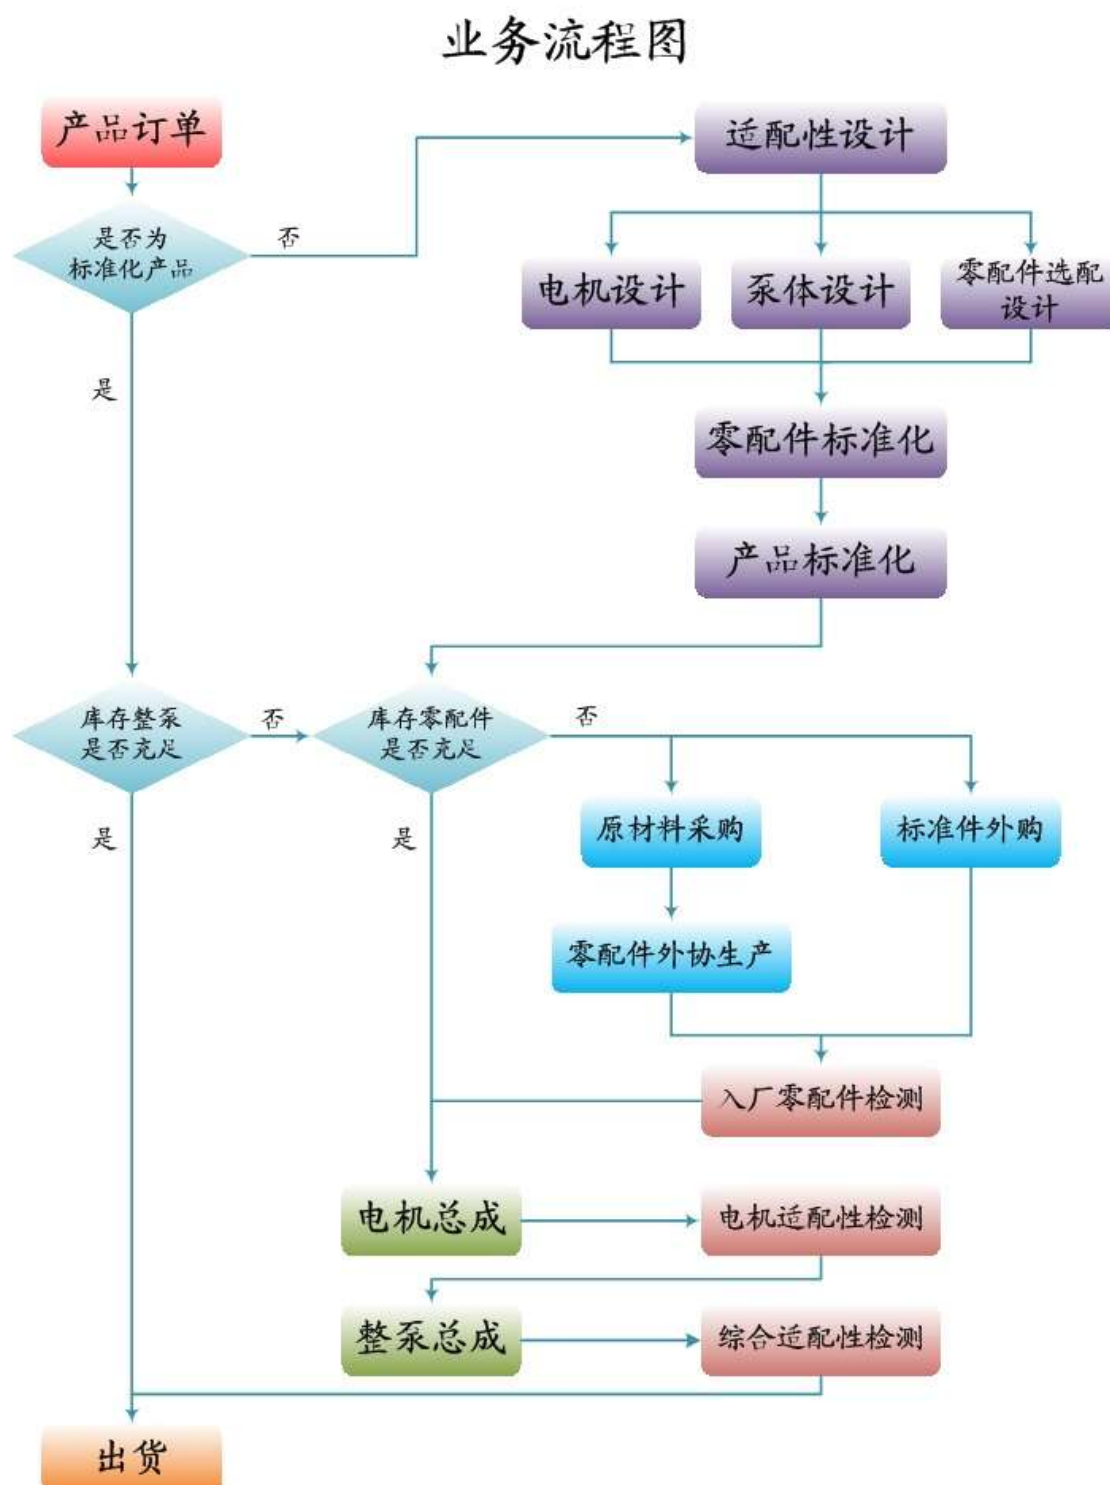 业务流程图
产品订单
适配性设计
是否为
标准化产品
否
电机设计
泵体设计
零配件选配
设计
是
零配件标准化
产品标准化
库存整泵
是否充足
否
库存零配件
是否充足
否
是
是
原材料采购
标准件外购
零配件外协生产
入厂零配件检测
电机总成
电机适配性检测
整泵总成
综合适配性检测
出货